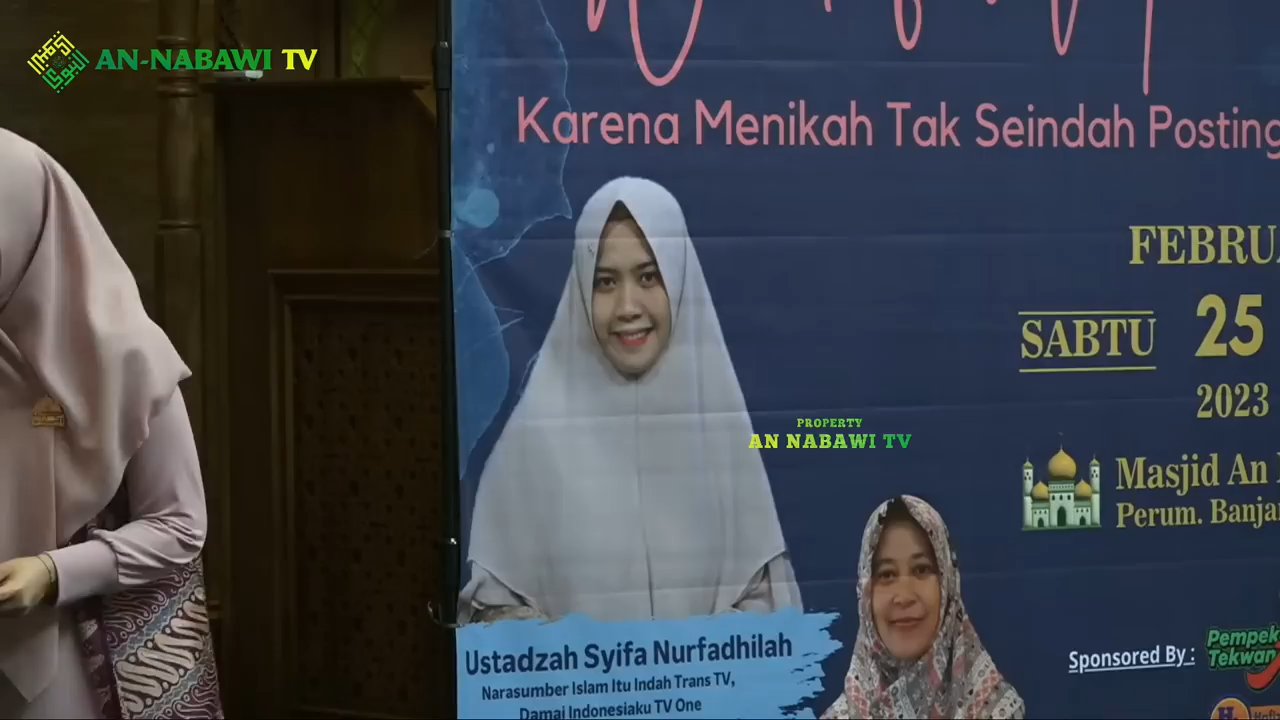 AN-NABAWI TV
Karena Menikah Tak Seindah Posting
FEBRU
SABTU
25
2023
Masjid An
Perum. Banja
PROPERTY
AN NABAWI TV
Ustadzah Syifa Nurfadhilah
Narasumber Islam Itu Indah Trans TV,
Damai Indonesiaku TV One
Sponsored By :
Pempek
Tekwan